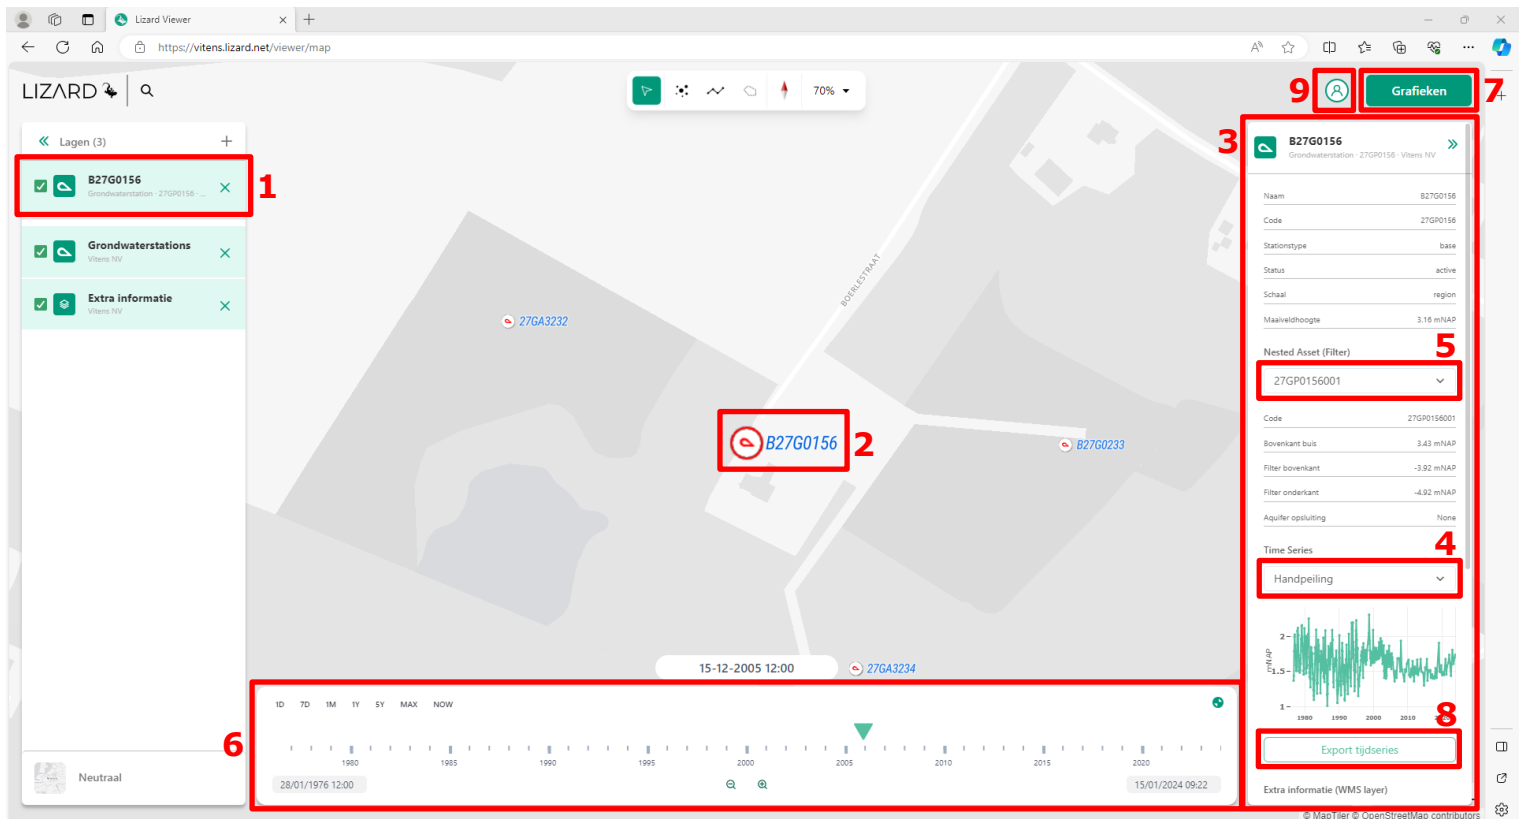 Lizard Viewer
https://vitens.lizard.net/viewer/map
LIZARD
70%
9
Grafieken
7
Lagen (3)
B27G0156
Grondwaterstation - 27GP0156 - ...
1
Grondwaterstations
Vitens NV
Extra informatie
Vitens NV
Neutraal
BOERLESTRAAT
27GA3232
B27G0156
2
B27G0233
27GA3234
15-12-2005 12:00
6
1D 7D 1M 1Y 5Y MAX NOW
1980 1985 1990 1995 2000 2005 2010 2015 2020
28/01/1976 12:00
15/01/2024 09:22
3
B27G0156
Grondwaterstation - 27GP0156 - Vitens NV
Naam B27G0156
Code 27GP0156
Stationstype base
Status active
Schaal region
Maaiveldhoogte 3.16 mNAP
Nested Asset (Filter)
5
27GP0156001
Code 27GP0156001
Bovenkant buis 3.43 mNAP
Filter bovenkant -3.92 mNAP
Filter onderkant -4.92 mNAP
Aquifer opsluiting None
Time Series
4
Handpeiling
mNAP
2
1.5
1
1980 1990 2000 2010
8
Export tijdseries
Extra informatie (WMS layer)
© MapTiler © OpenStreetMap contributors